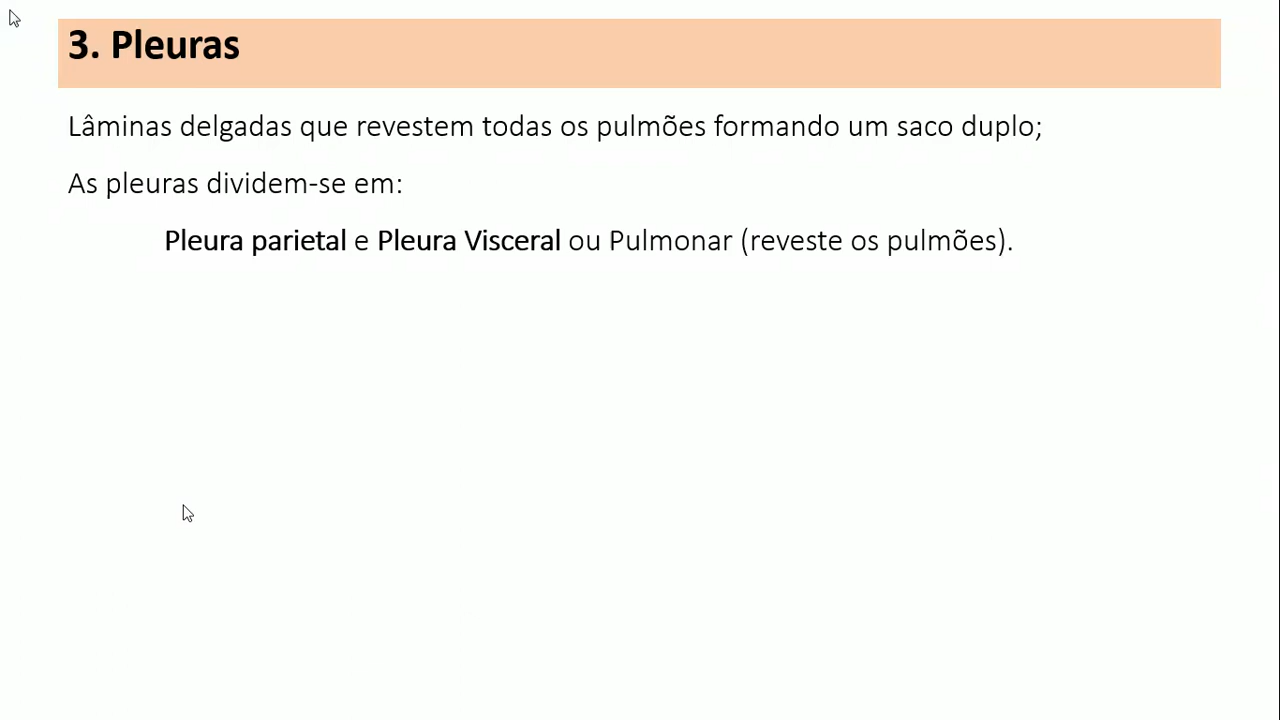 3. Pleuras
Lâminas delgadas que revestem todas os pulmões formando um saco duplo;
As pleuras dividem-se em:
Pleura parietal e Pleura Visceral ou Pulmonar (reveste os pulmões).